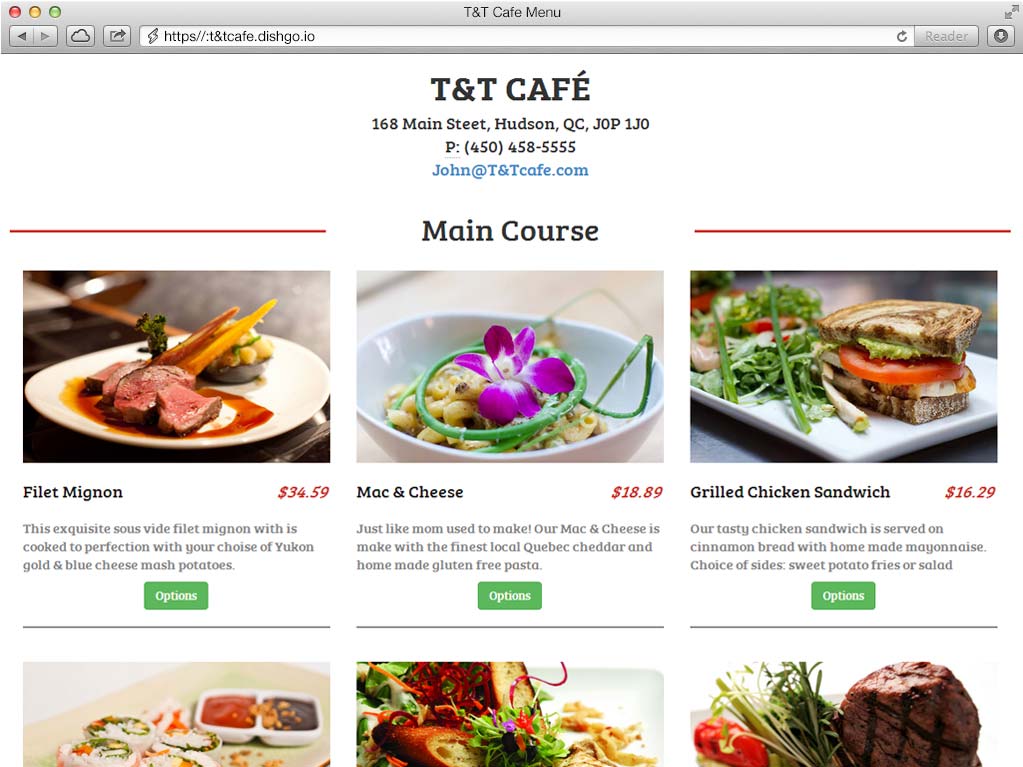 T&T Cafe Menu
https//:t&tcafe.dishgo.io
Reader
T&T CAFÉ
168 Main Steet, Hudson, QC, J0P 1J0
P: (450) 458-5555
John@T&Tcafe.com
Main Course
Filet Mignon $34.59
This exquisite sous vide filet mignon with is
cooked to perfection with your choise of Yukon
gold & blue cheese mash potatoes.
Options
Mac & Cheese $18.89
Just like mom used to make! Our Mac & Cheese is
make with the finest local Quebec cheddar and
home made gluten free pasta.
Options
Grilled Chicken Sandwich $16.29
Our tasty chicken sandwich is served on
cinnamon bread with home made mayonnaise.
Choice of sides: sweet potato fries or salad
Options